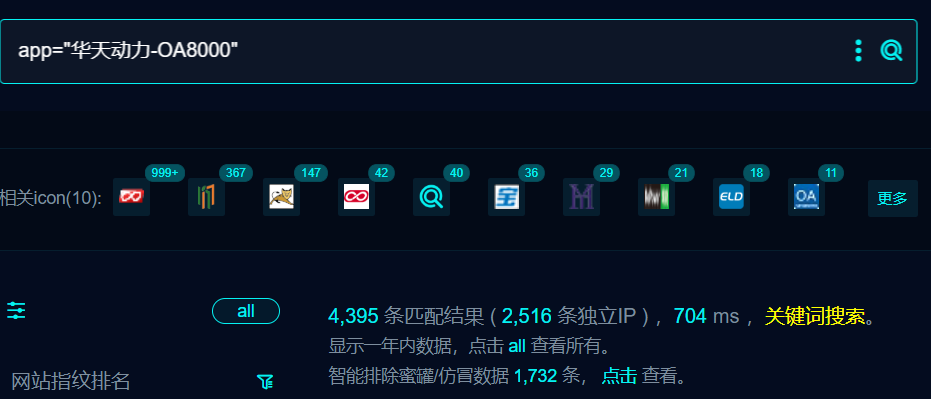 app="华天动力-OA8000"
相关icon(10): 999+ 367 147 42 40 36 29 21 18 11 更多
ELD OA
all
4,395 条匹配结果 ( 2,516 条独立IP ) ，704 ms ，关键词搜索。
显示一年内数据，点击 all 查看所有。
网站指纹排名
智能排除蜜罐/仿冒数据 1,732 条， 点击 查看。